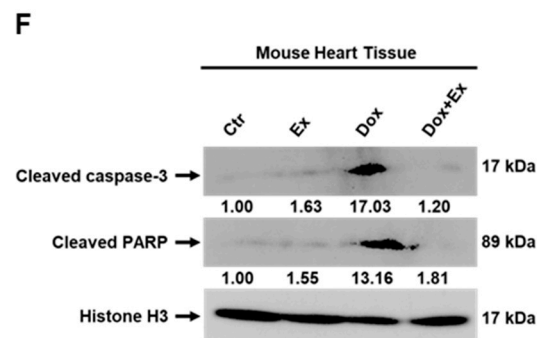 F
Mouse Heart Tissue
Ctr Ex Dox Dox+Ex
Cleaved caspase-3 17 kDa
1.00 1.63 17.03 1.20
Cleaved PARP 89 kDa
1.00 1.55 13.16 1.81
Histone H3 17 kDa